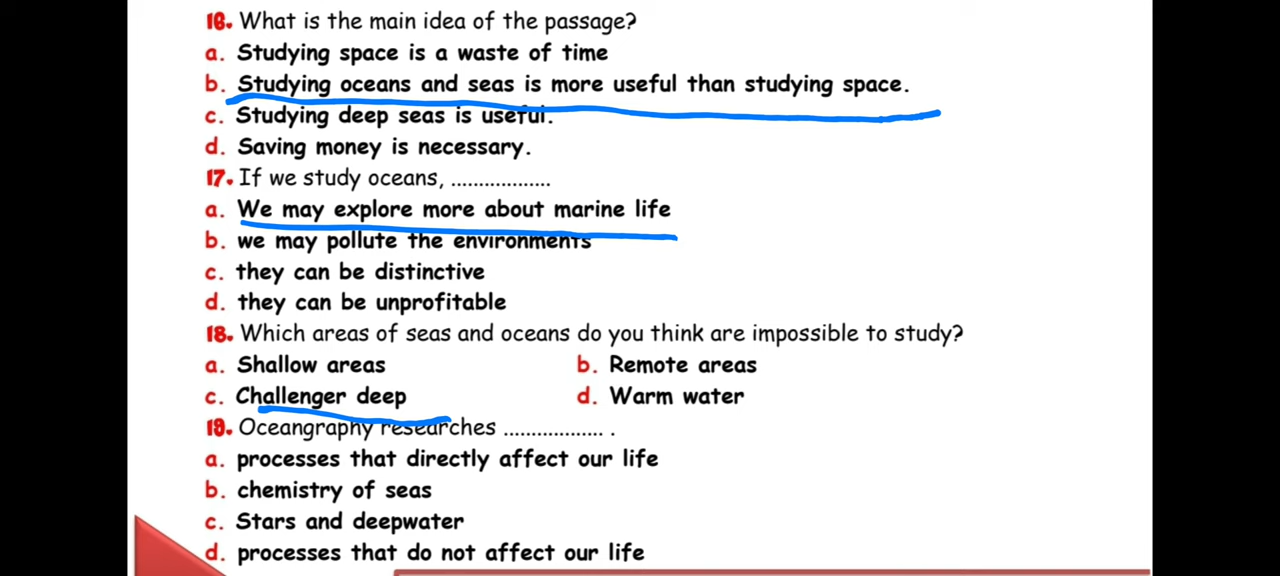 16. What is the main idea of the passage?
a. Studying space is a waste of time
b. Studying oceans and seas is more useful than studying space.
c. Studying deep seas is useful.
d. Saving money is necessary.
17. If we study oceans, ..................
a. We may explore more about marine life
b. we may pollute the environments
c. they can be distinctive
d. they can be unprofitable
18. Which areas of seas and oceans do you think are impossible to study?
a. Shallow areas b. Remote areas
c. Challenger deep d. Warm water
19. Oceangraphy researches .................. .
a. processes that directly affect our life
b. chemistry of seas
c. Stars and deepwater
d. processes that do not affect our life